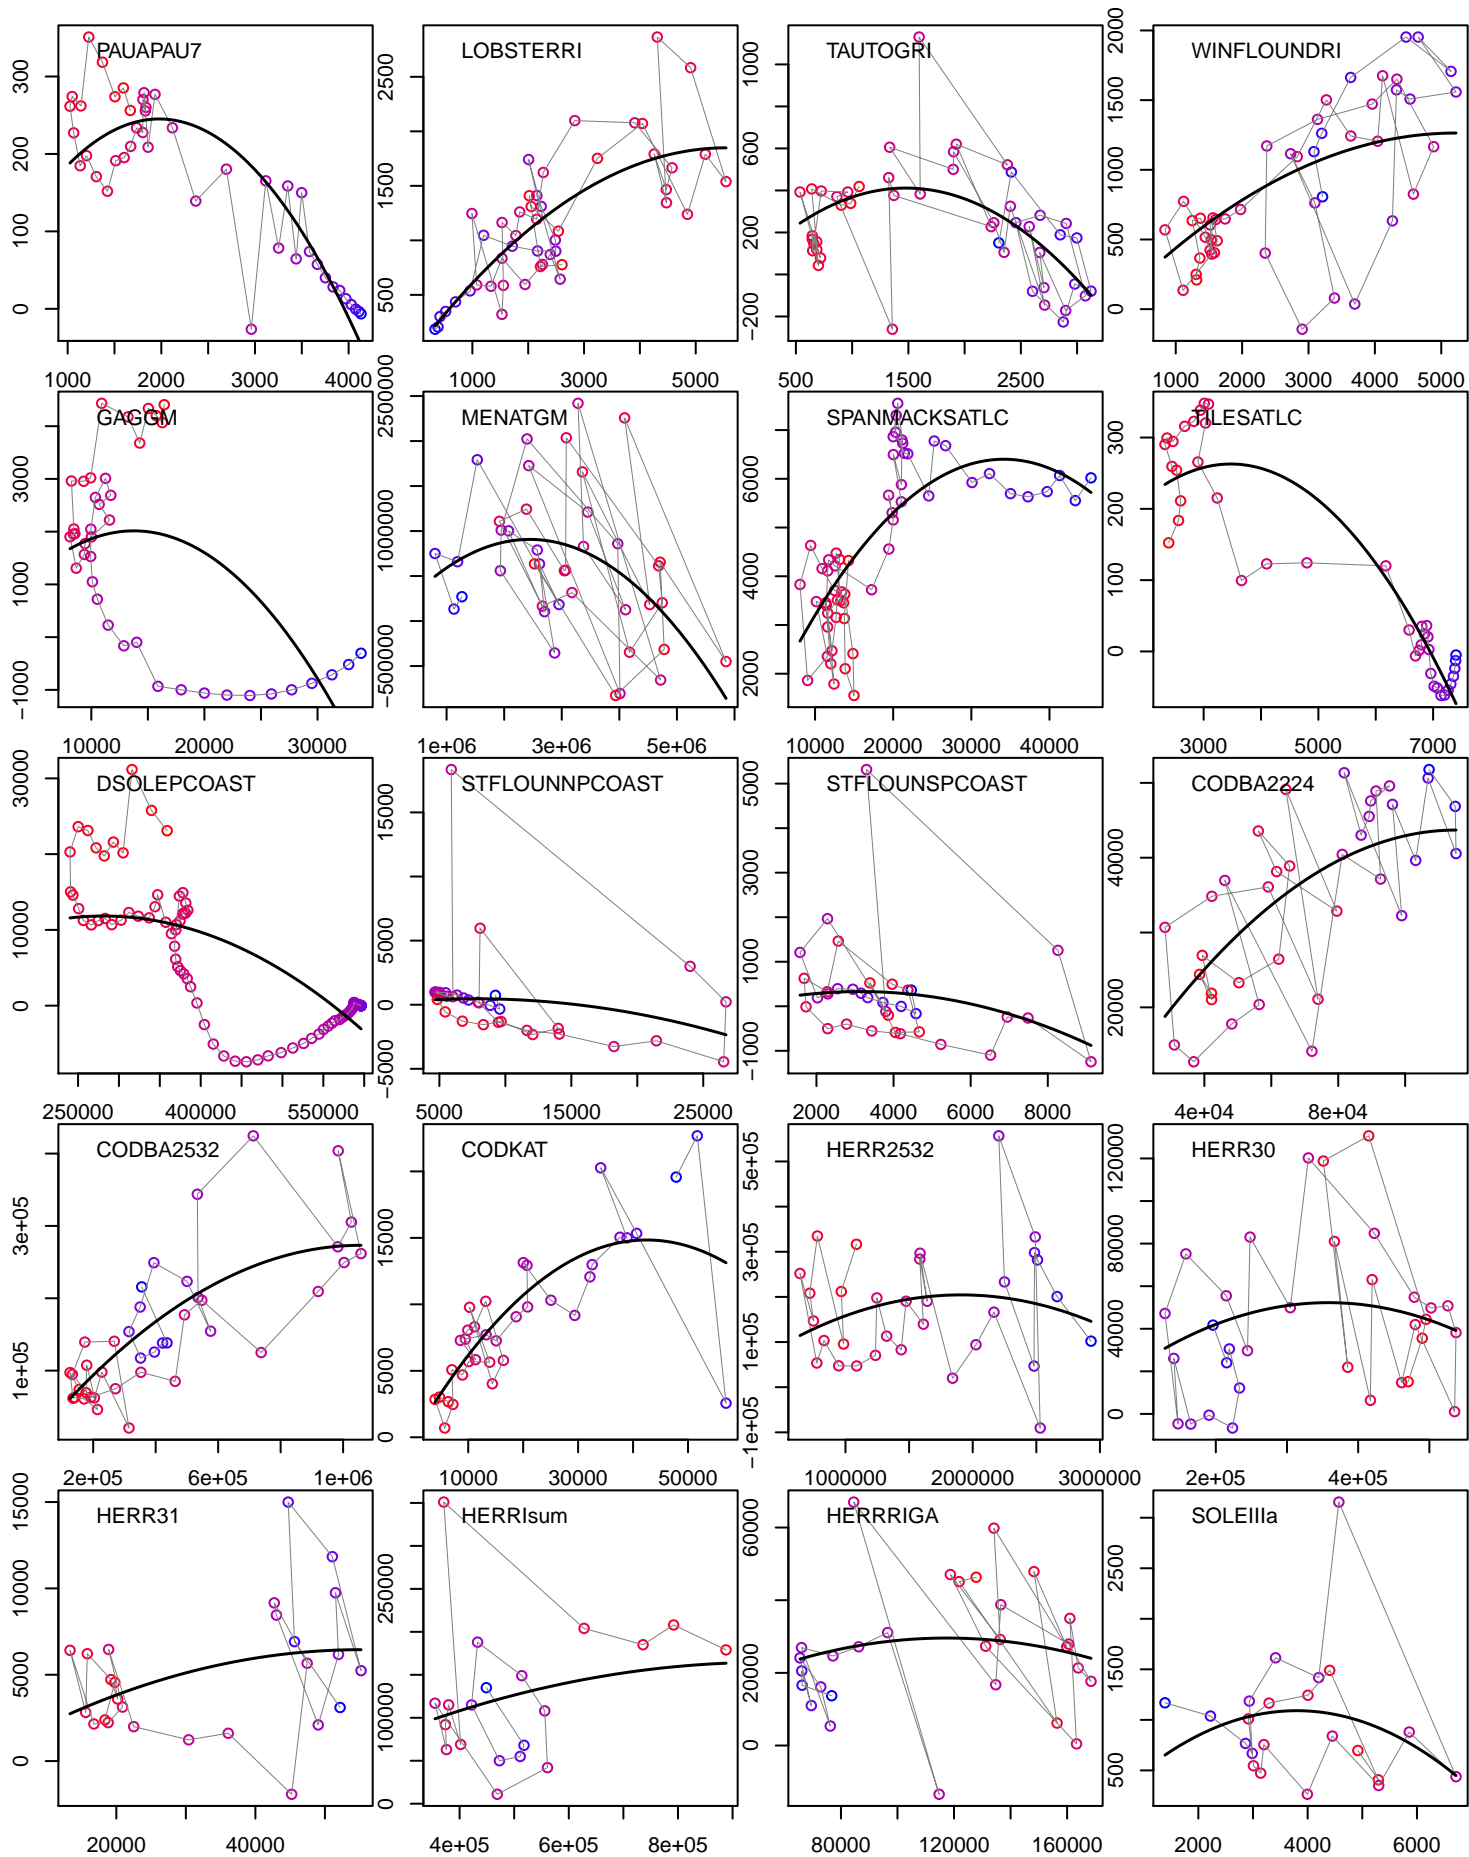 PAUAPAU7 LOBSTERRI TAUTOGRI WINFLOUNDRI
0 100 200 300
500 1500 2500
-200 200 600 1000
0 500 1000 1500 2000
1000 2000 3000 4000
1000 3000 5000
500 1500 2500
1000 2000 3000 4000 5000
GAGGM MENATGM SPANMACKSATLC TILESATLC
-1000 1000 3000
-500000 1000000 2500000
2000 4000 6000
0 100 200 300
10000 20000 30000
1e+06 3e+06 5e+06
10000 20000 30000 40000
3000 5000 7000
DSOLEPCOAST STFLOUNNPCOAST STFLOUNSPCOAST CODBA2224
0 10000 30000
-5000 5000 15000
-1000 1000 3000 5000
20000 40000
250000 400000 550000
5000 15000 25000
2000 4000 6000 8000
4e+04 8e+04
CODBA2532 CODKAT HERR2532 HERR30
1e+05 3e+05
0 5000 15000
-1e+05 1e+05 3e+05 5e+05
0 40000 80000 120000
2e+05 6e+05 1e+06
10000 30000 50000
1000000 2000000 3000000
2e+05 4e+05
HERR31 HERRIsum HERRRIGA SOLEIIIa
0 5000 10000 15000
0 100000 250000
0 20000 60000
500 1500 2500
20000 40000
4e+05 6e+05 8e+05
80000 120000 160000
2000 4000 6000